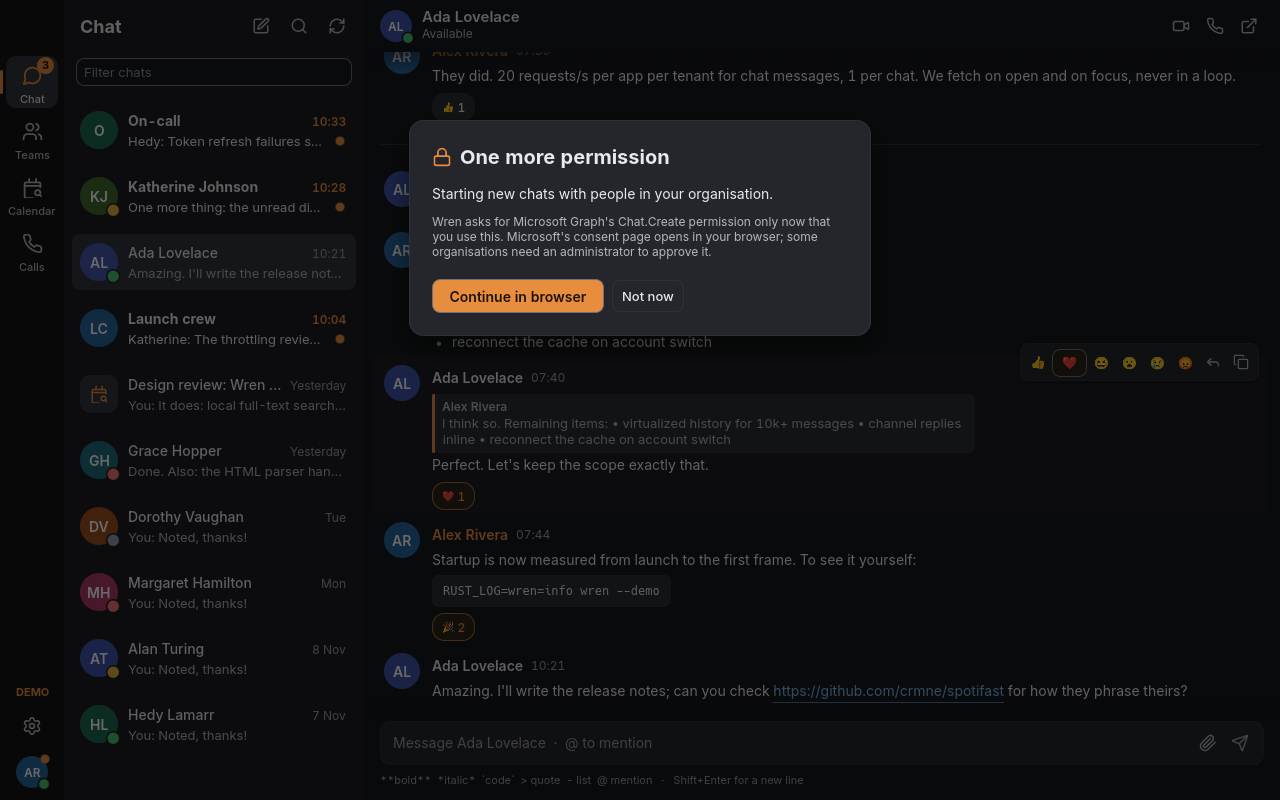 Chat
3
Chat
Teams
Calendar
Calls
DEMO
AR
Filter chats
O
On-call
10:33
Hedy: Token refresh failures s...
KJ
Katherine Johnson
10:28
One more thing: the unread di...
AL
Ada Lovelace
10:21
Amazing. I'll write the release not...
LC
Launch crew
10:04
Katherine: The throttling revie...
Design review: Wren ...
Yesterday
You: It does: local full-text search...
GH
Grace Hopper
Yesterday
Done. Also: the HTML parser han...
DV
Dorothy Vaughan
Tue
You: Noted, thanks!
MH
Margaret Hamilton
Mon
You: Noted, thanks!
AT
Alan Turing
8 Nov
You: Noted, thanks!
HL
Hedy Lamarr
7 Nov
You: Noted, thanks!
AL
Ada Lovelace
Available
AR
Alex Rivera 07:35
They did. 20 requests/s per app per tenant for chat messages, 1 per chat. We fetch on open and on focus, never in a loop.
👍 1
AL
AR
One more permission
Starting new chats with people in your organisation.
Wren asks for Microsoft Graph's Chat.Create permission only now that
you use this. Microsoft's consent page opens in your browser; some
organisations need an administrator to approve it.
Continue in browser
Not now
• reconnect the cache on account switch
AL
Ada Lovelace 07:40
Alex Rivera
I think so. Remaining items: • virtualized history for 10k+ messages • channel replies
inline • reconnect the cache on account switch
Perfect. Let's keep the scope exactly that.
❤️ 1
AR
Alex Rivera 07:44
Startup is now measured from launch to the first frame. To see it yourself:
RUST_LOG=wren=info wren --demo
🎉 2
AL
Ada Lovelace 10:21
Amazing. I'll write the release notes; can you check https://github.com/crmne/spotifast for how they phrase theirs?
Message Ada Lovelace · @ to mention
**bold** *italic* `code` > quote - list @ mention · Shift+Enter for a new line